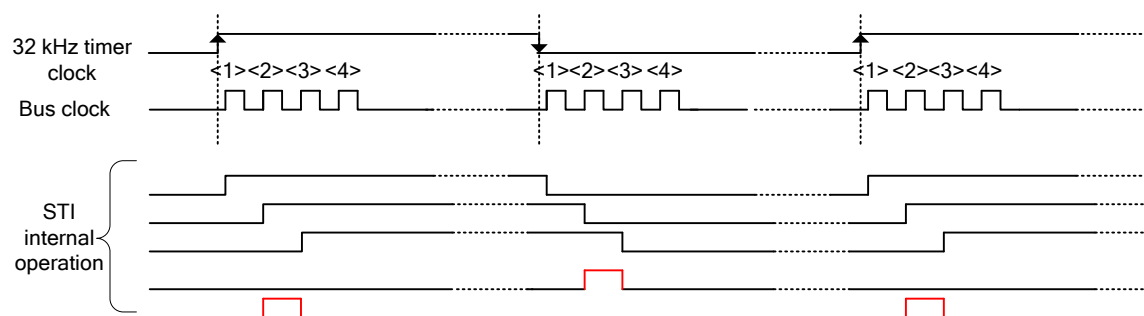 32 kHz timer
clock
<1><2><3><4>
<1><2><3><4>
<1><2><3><4>
Bus clock
STI
internal
operation